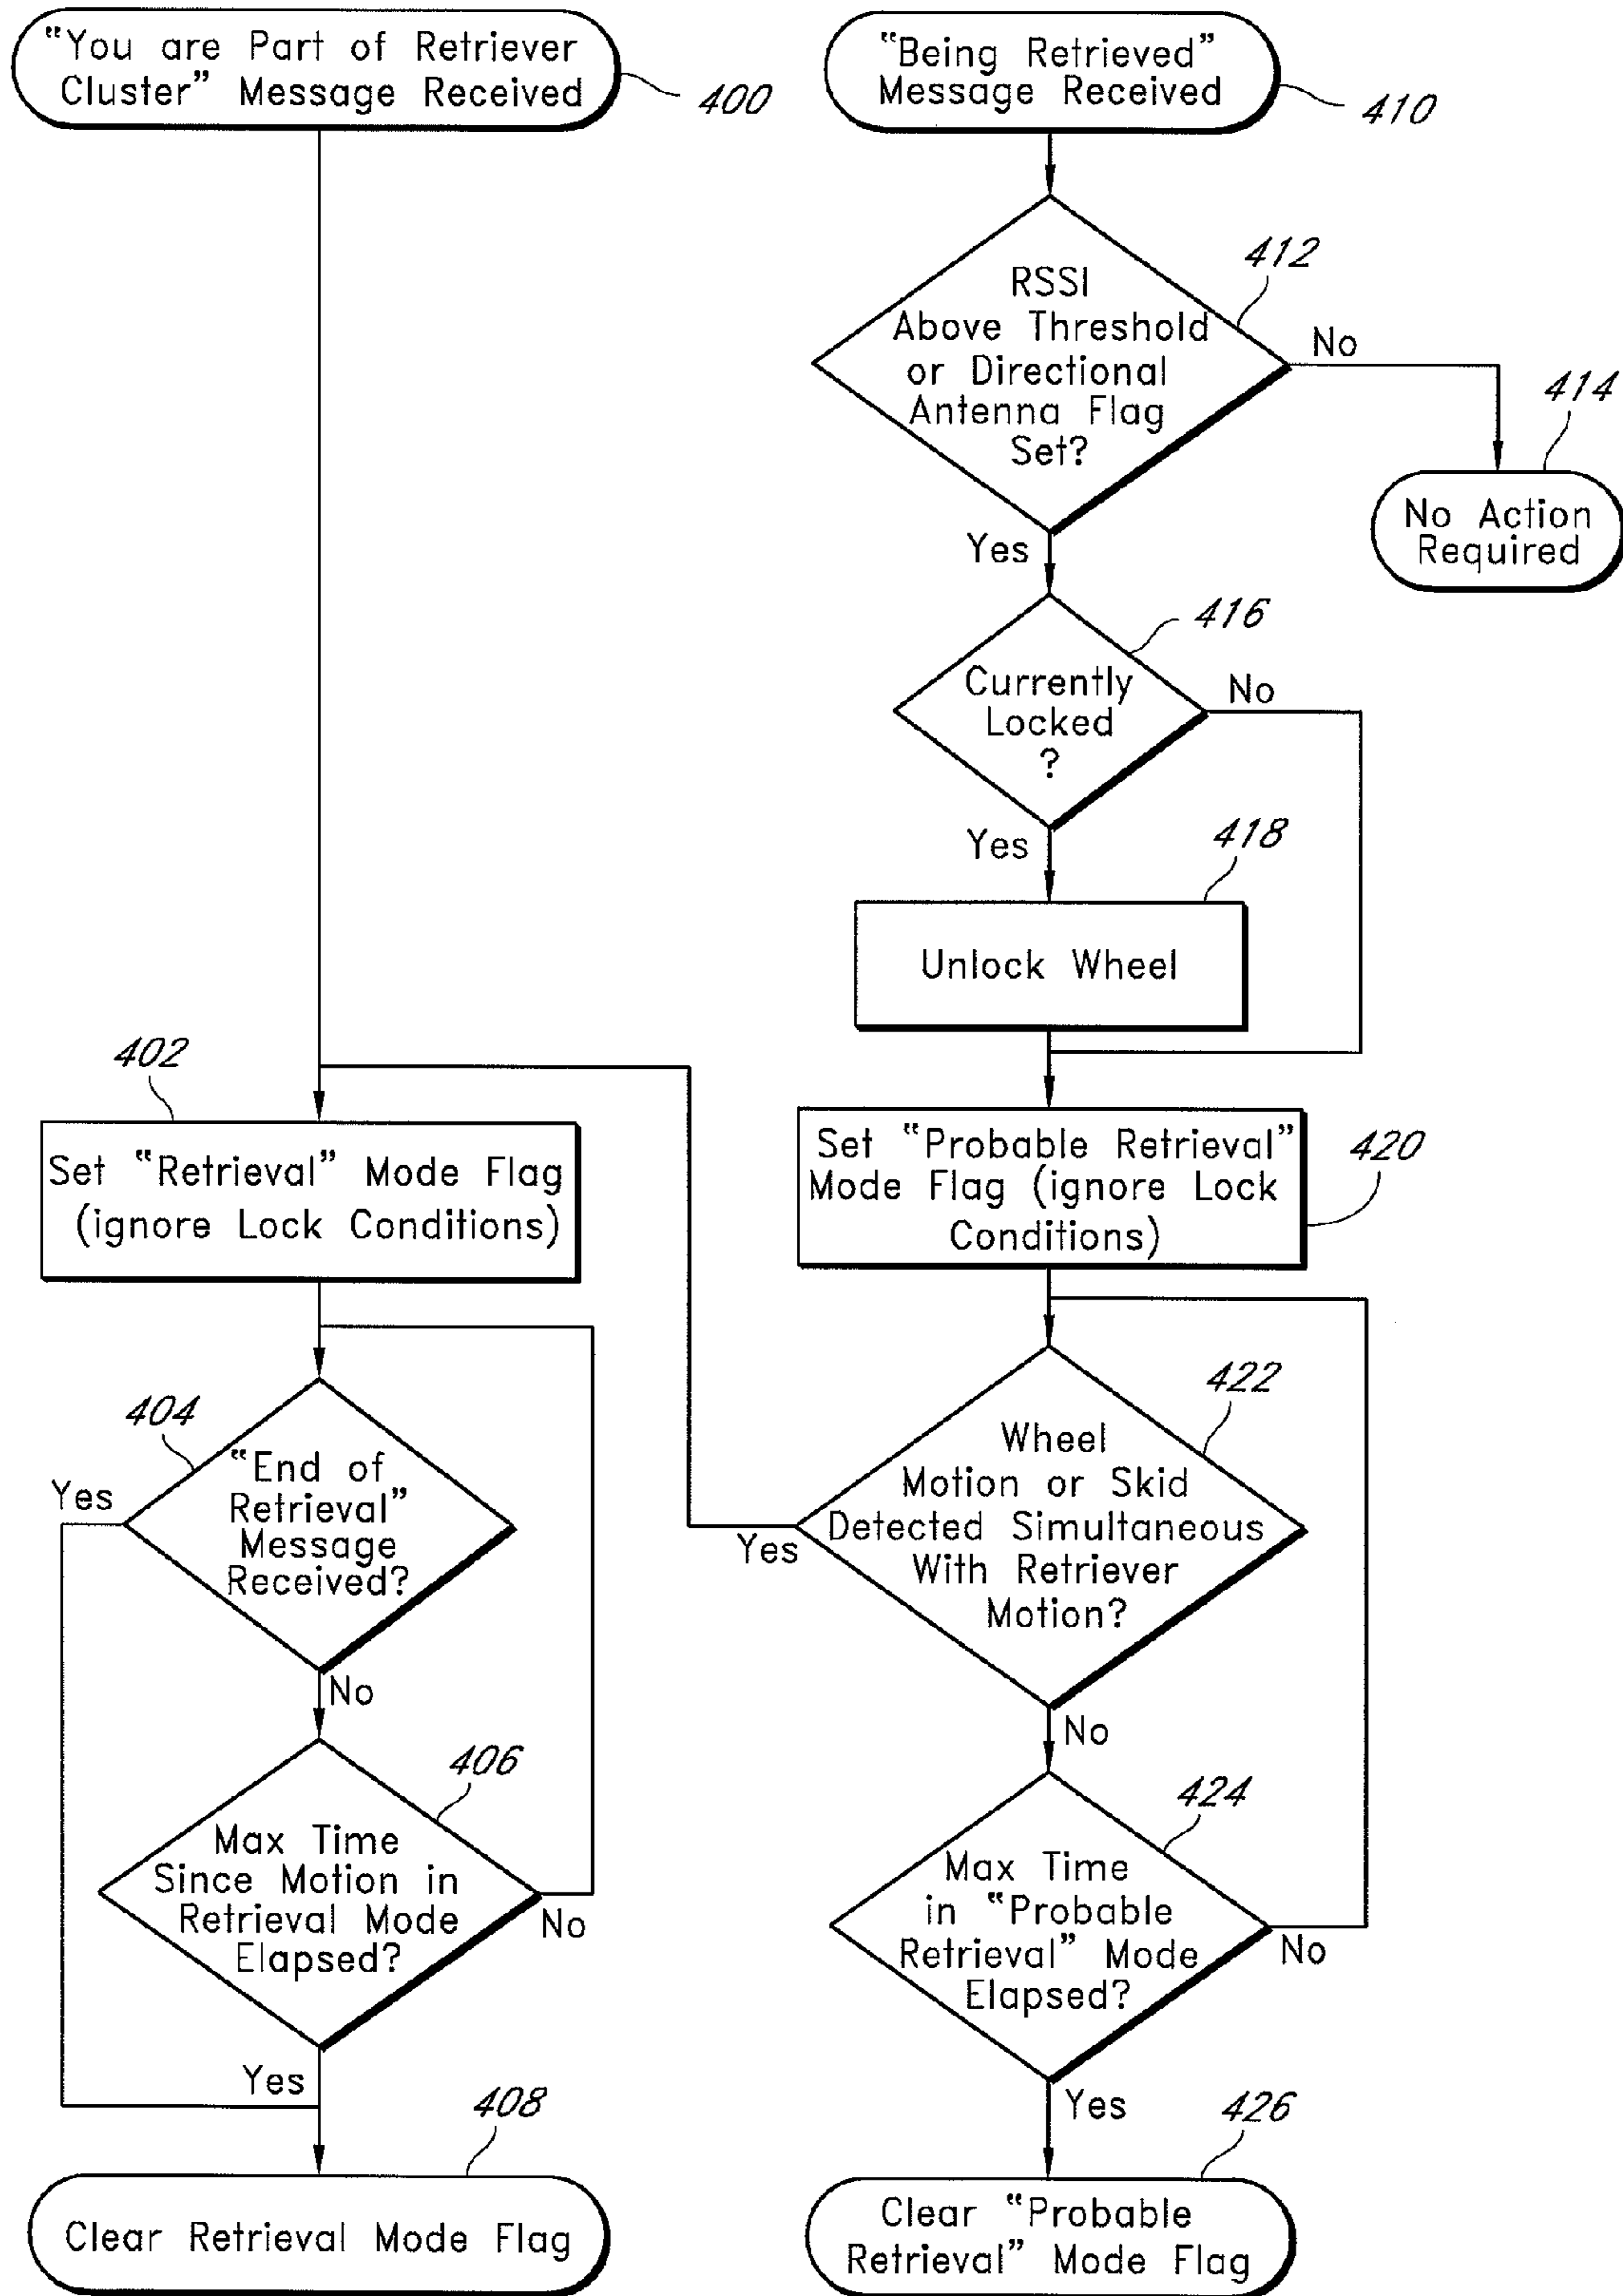 “You are Part of Retriever
Cluster” Message Received
400
“Being Retrieved”
Message Received
410
RSSI
Above Threshold
or Directional
Antenna Flag
Set?
412
No
414
No Action
Required
Yes
416
Currently
Locked
?
No
Yes
418
Unlock Wheel
402
Set “Retrieval” Mode Flag
(ignore Lock Conditions)
Set “Probable Retrieval”
Mode Flag (ignore Lock
Conditions)
420
404
“End of
Retrieval”
Message
Received?
Yes
No
422
Wheel
Motion or Skid
Detected Simultaneous
With Retriever
Motion?
Yes
No
406
Max Time
Since Motion in
Retrieval Mode
Elapsed?
No
Yes
424
Max Time
in “Probable
Retrieval” Mode
Elapsed?
No
Yes
408
Clear Retrieval Mode Flag
426
Clear “Probable
Retrieval” Mode Flag